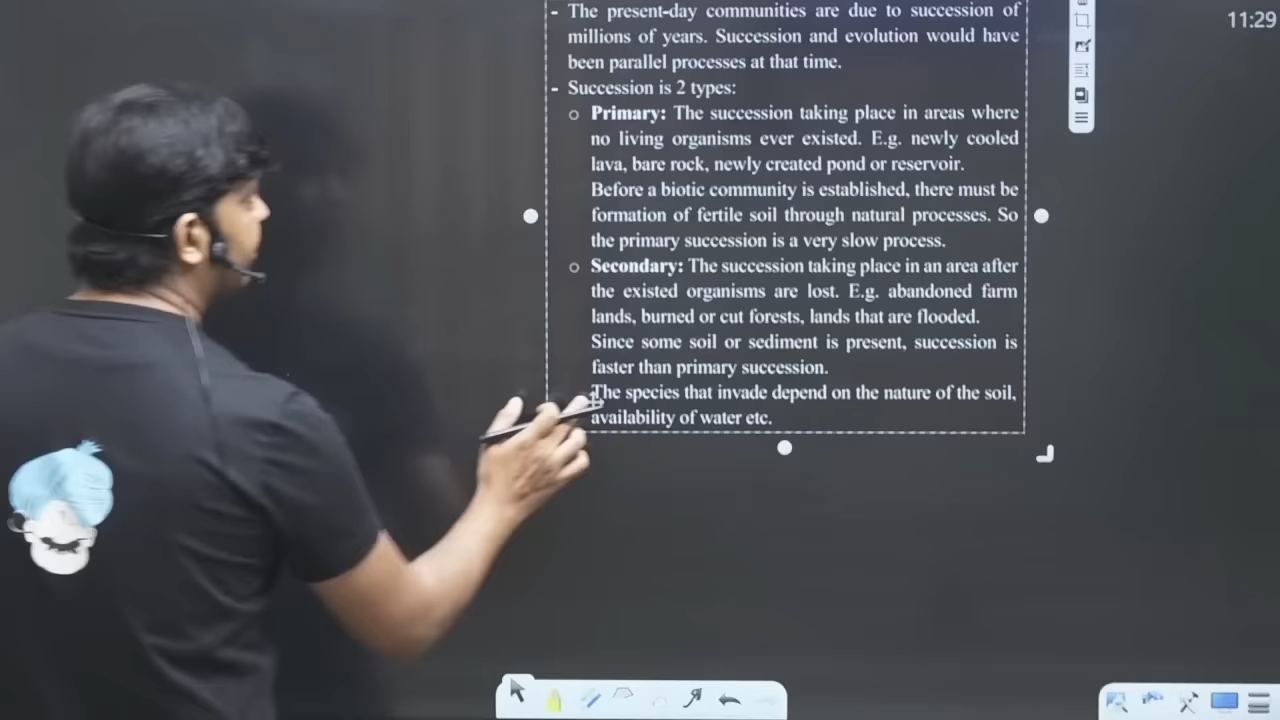 11:29
- The present-day communities are due to succession of
millions of years. Succession and evolution would have
been parallel processes at that time.
- Succession is 2 types:
o Primary: The succession taking place in areas where
no living organisms ever existed. E.g. newly cooled
lava, bare rock, newly created pond or reservoir.
Before a biotic community is established, there must be
formation of fertile soil through natural processes. So
the primary succession is a very slow process.
o Secondary: The succession taking place in an area after
the existed organisms are lost. E.g. abandoned farm
lands, burned or cut forests, lands that are flooded.
Since some soil or sediment is present, succession is
faster than primary succession.
The species that invade depend on the nature of the soil,
availability of water etc.